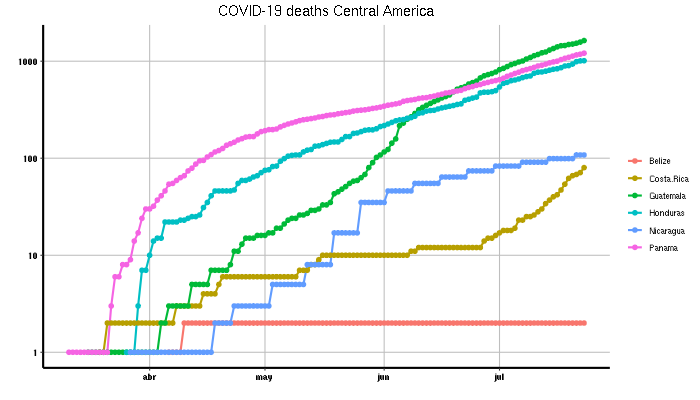 COVID-19 deaths Central America
1000
100
10
1
abr
may
jun
jul
Belize
Costa.Rica
Guatemala
Honduras
Nicaragua
Panama